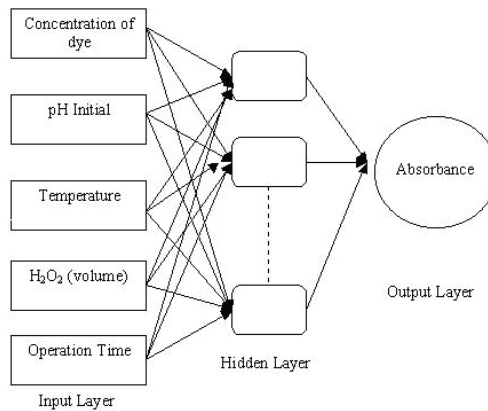 Concentration of
dye
pH Initial
Temperature
H₂O₂ (volume)
Operation Time
Input Layer
Hidden Layer
Absorbance
Output Layer